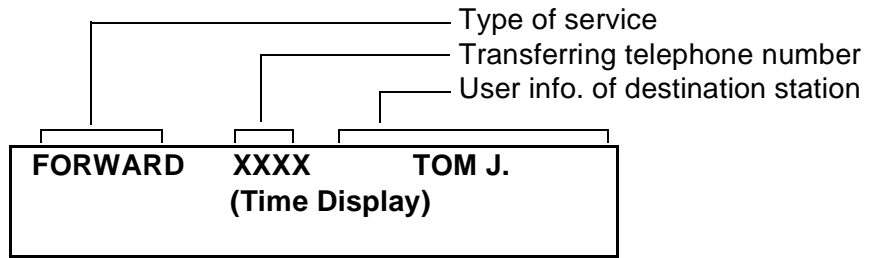 Type of service
Transferring telephone number
User info. of destination station
FORWARD XXXX TOM J.
(Time Display)